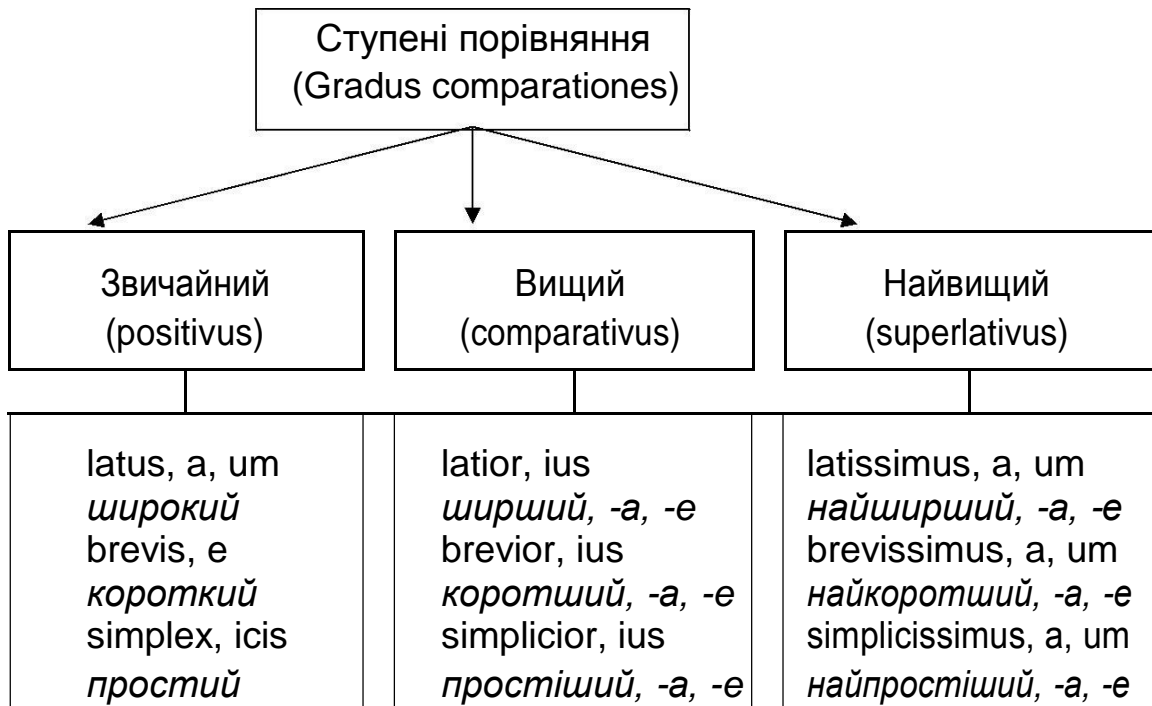 Ступені порівняння
(Gradus comparationes)
Звичайний
(positivus)
Вищий
(comparativus)
Найвищий
(superlativus)
latus, a, um
широкий
brevis, e
короткий
simplex, icis
простий
latior, ius
ширший, -а, -е
brevior, ius
коротший, -а, -е
simplicior, ius
простіший, -а, -е
latissimus, a, um
найширший, -а, -е
brevissimus, a, um
найкоротший, -а, -е
simplicissimus, a, um
найпростіший, -а, -е